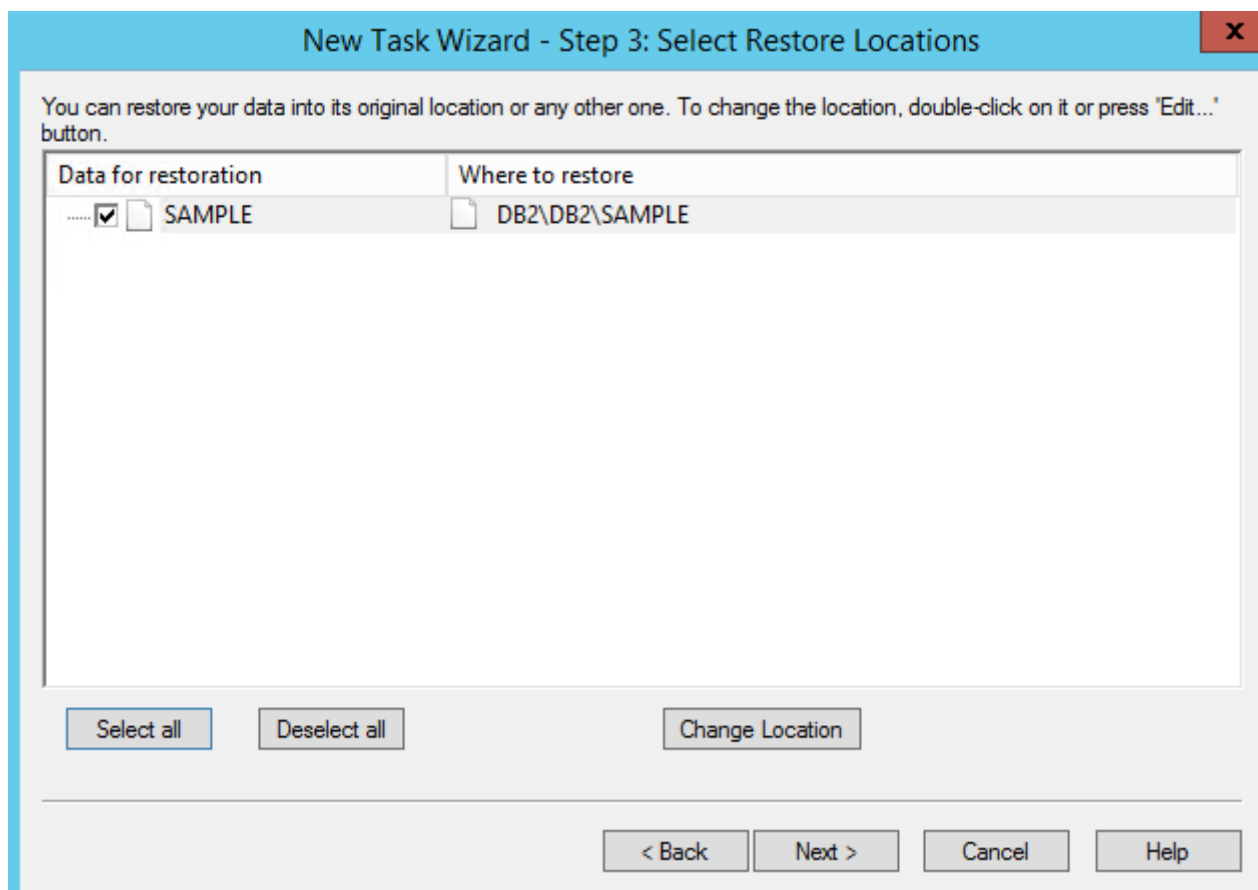 New Task Wizard - Step 3: Select Restore Locations
x
You can restore your data into its original location or any other one. To change the location, double-click on it or press 'Edit...'
button.
Data for restoration Where to restore
SAMPLE DB2\DB2\SAMPLE
Select all Deselect all Change Location
< Back Next > Cancel Help